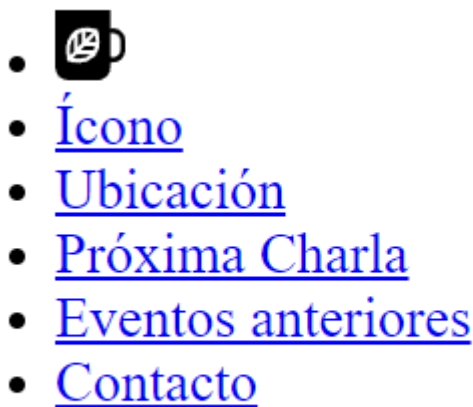 Ícono
Ubicación
Próxima Charla
Eventos anteriores
Contacto